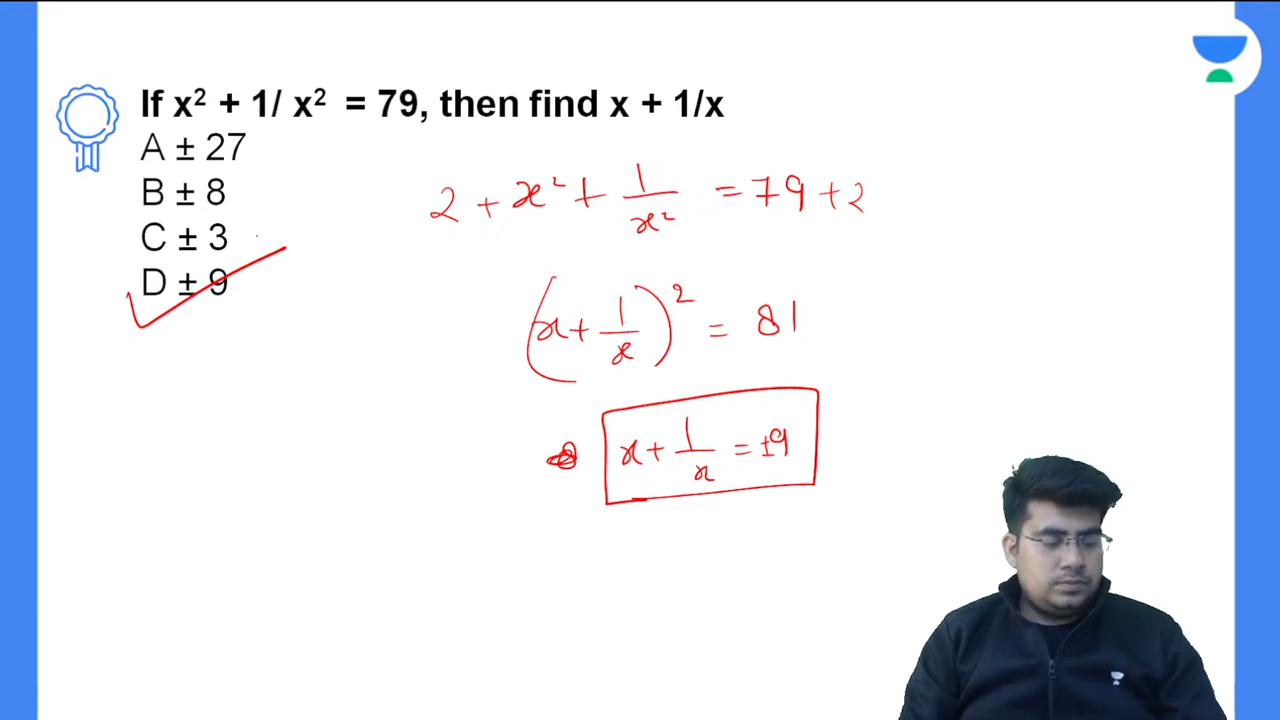 If x² + 1/ x² = 79, then find x + 1/x
A ± 27
B ± 8
C ± 3
D ± 9
2 + x² + 1/x² = 79 + 2
(x + 1/x)² = 81
x + 1/x = ±9